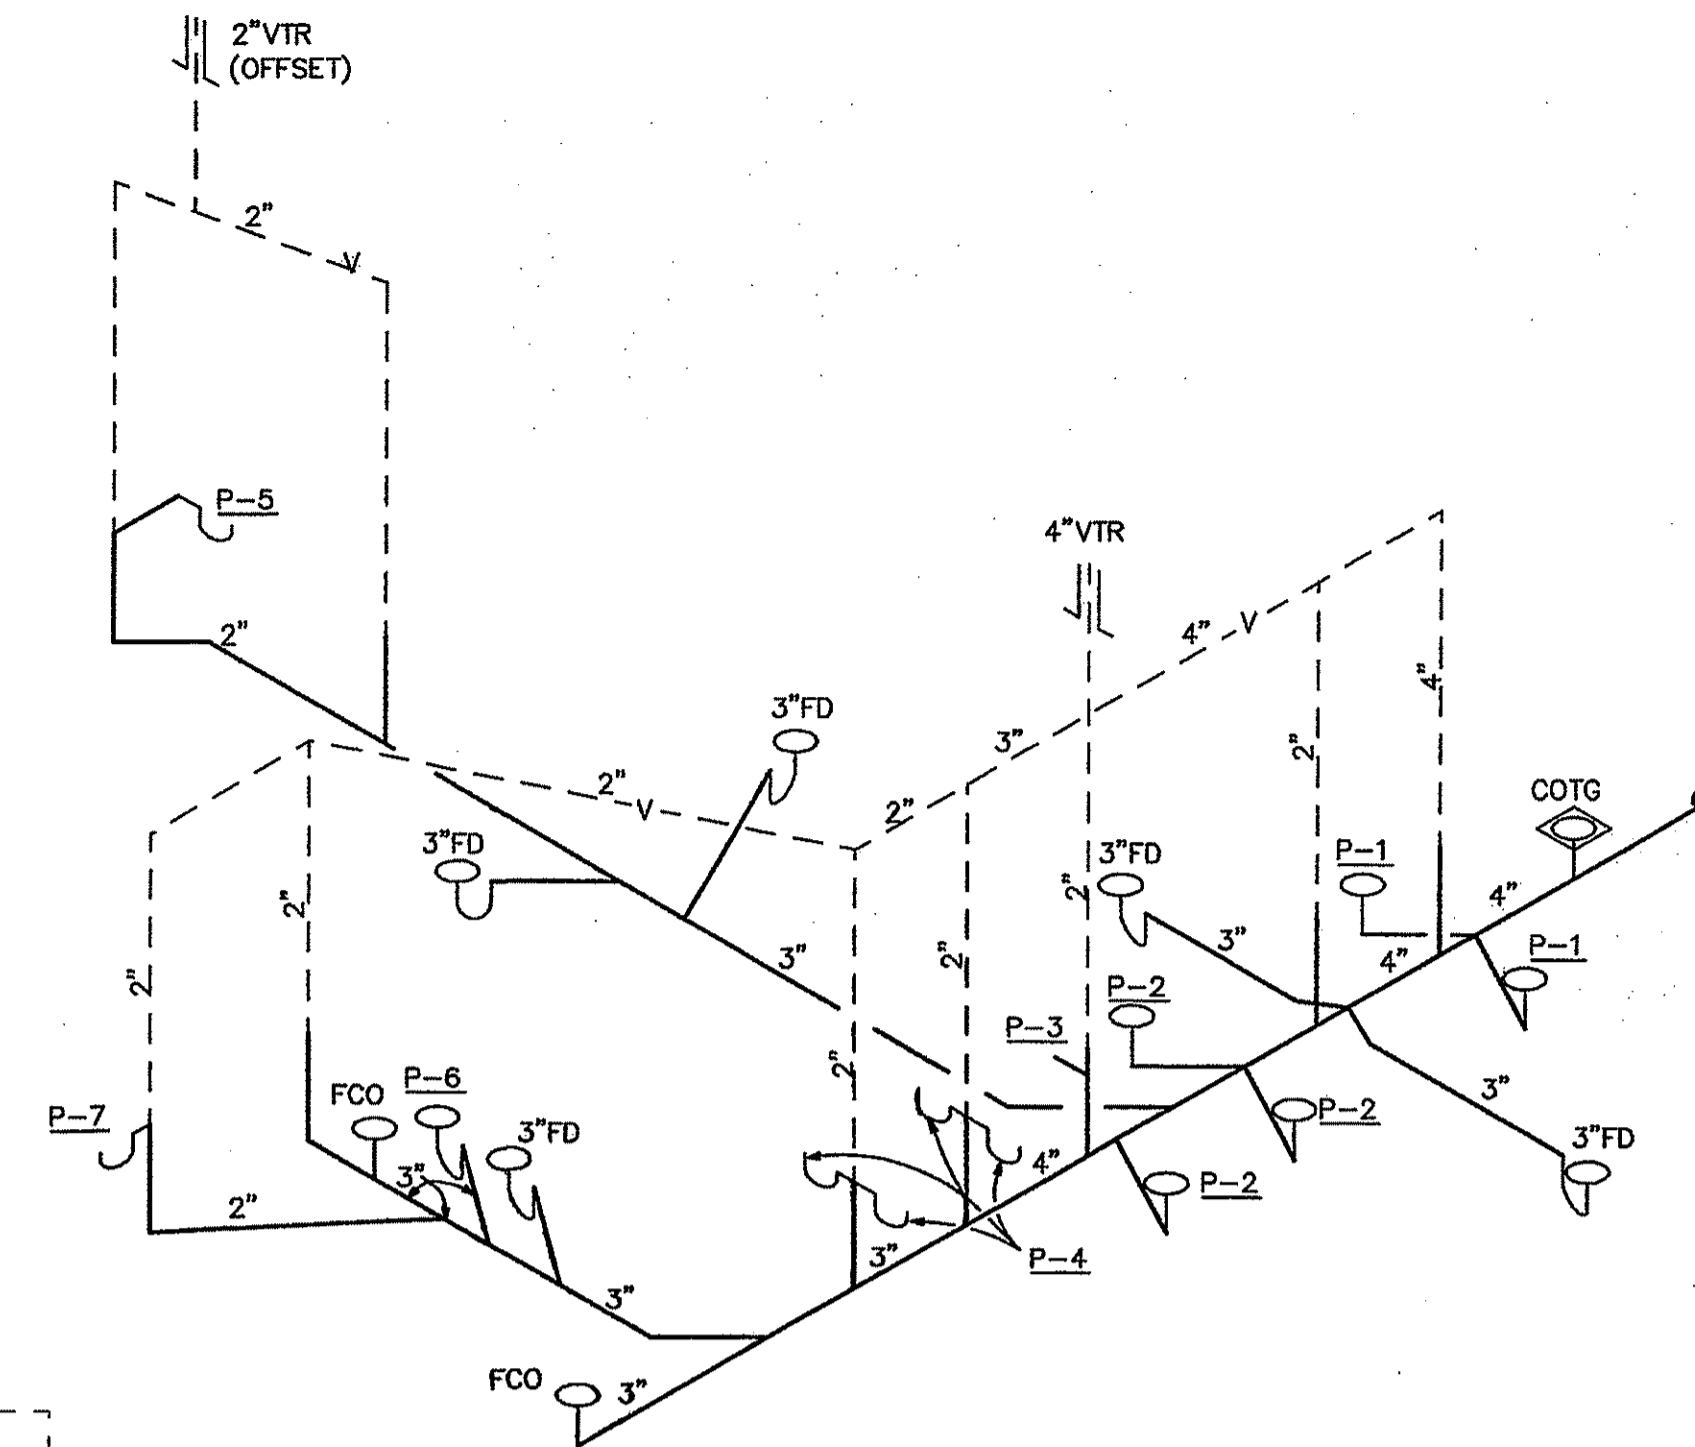 2"VTR
(OFFSET)
2"
V
P-5
4"VTR
2"
4"
V
4"
3"FD
3"
2"
2"
V
2"
COTG
3"FD
3"FD
P-1
2"
2"
4"
3"
3"
2"
4"
P-1
2"
P-2
P-3
2"
3"
FCO
P-6
P-7
3"FD
P-2
3"FD
3"
4"
P-2
2"
P-4
3"
3"
FCO
3"